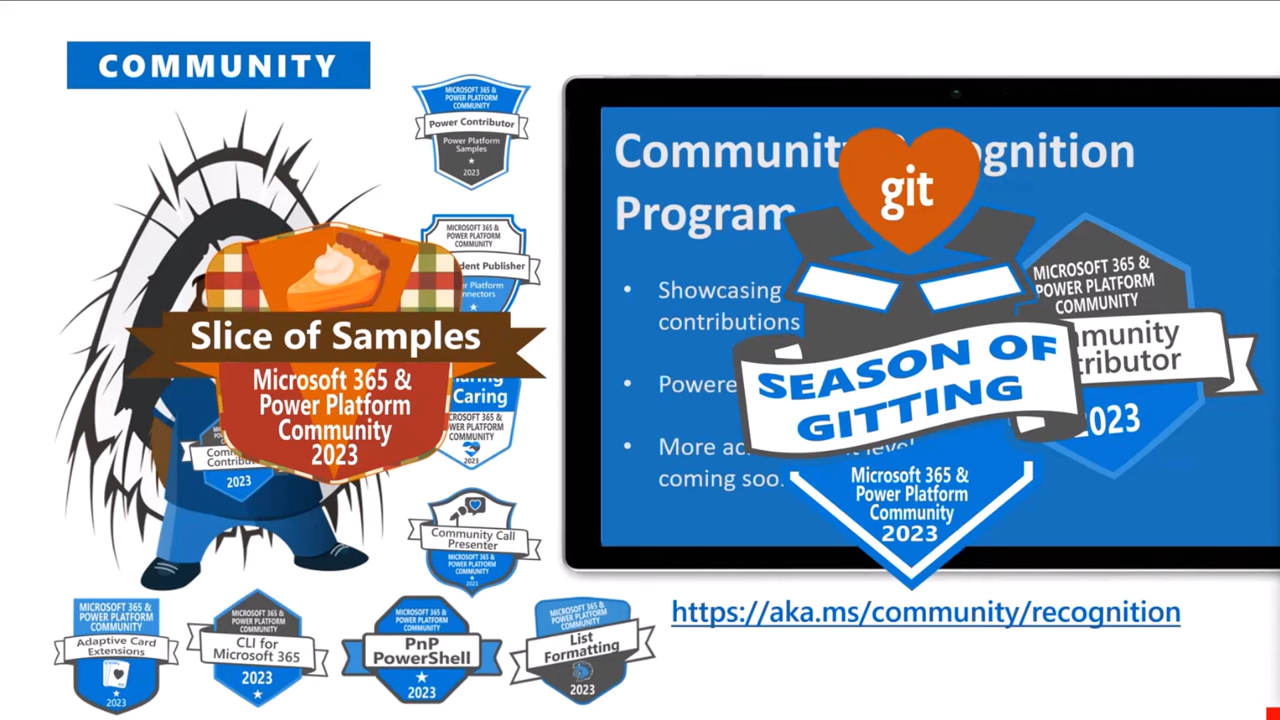 COMMUNITY
MICROSOFT 365 &
POWER PLATFORM
COMMUNITY
Power Contributor
Power Platform
Samples
2023
MICROSOFT 365 &
POWER PLATFORM
COMMUNITY
Publisher
Slice of Samples
Microsoft 365 &
Power Platform
Community
2023
Caring
MICROSOFT 365 &
POWER PLATFORM
COMMUNITY
2023
2023
Community Call
Presenter
MICROSOFT 365 &
POWER PLATFORM
COMMUNITY
2023
MICROSOFT 365 &
POWER PLATFORM
COMMUNITY
Adaptive Card
Extensions
2023
MICROSOFT 365 &
POWER PLATFORM
COMMUNITY
CLI for
Microsoft 365
2023
MICROSOFT 365 &
POWER PLATFORM
COMMUNITY
PnP
PowerShell
2023
MICROSOFT 365 &
POWER PLATFORM
COMMUNITY
List
Formatting
2023
Community
Program
• Showcasing
contributions
•
• More
coming soo
git
SEASON OF
GITTING
Microsoft 365 &
Power Platform
Community
2023
MICROSOFT 365 &
POWER PLATFORM
COMMUNITY
2023
https://aka.ms/community/recognition